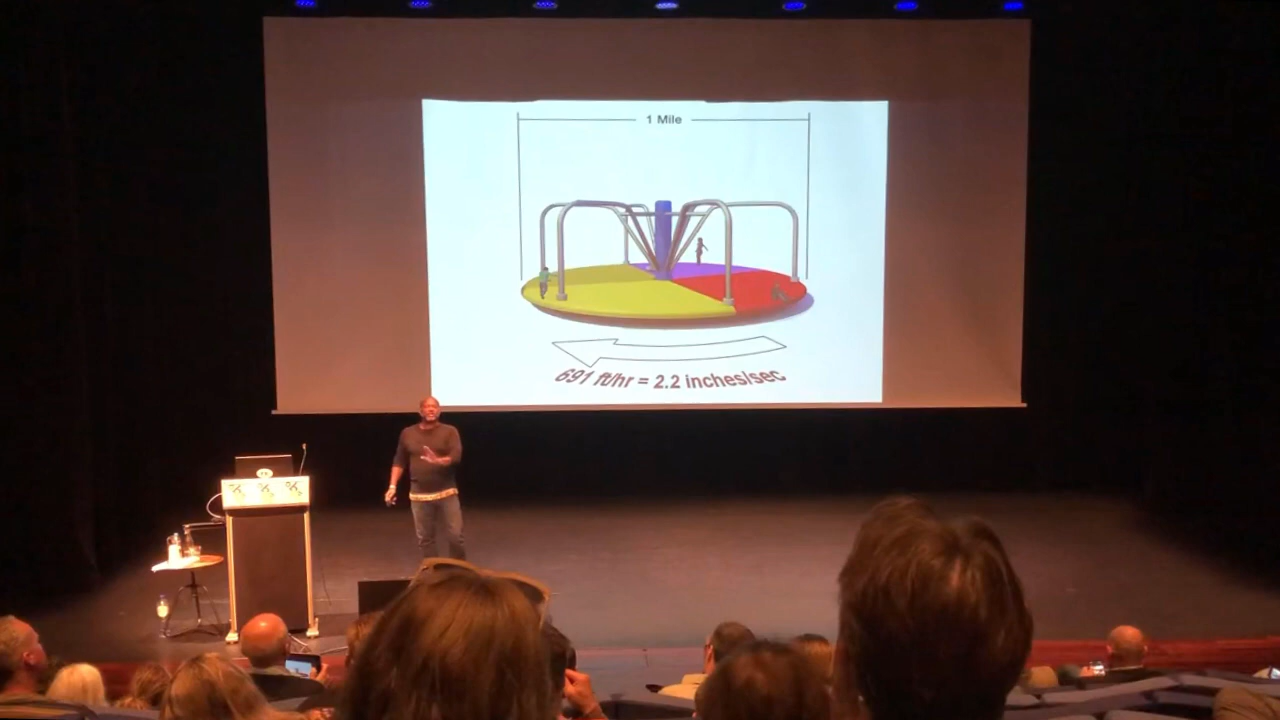 1 Mile
691 ft/hr = 2.2 inches/sec